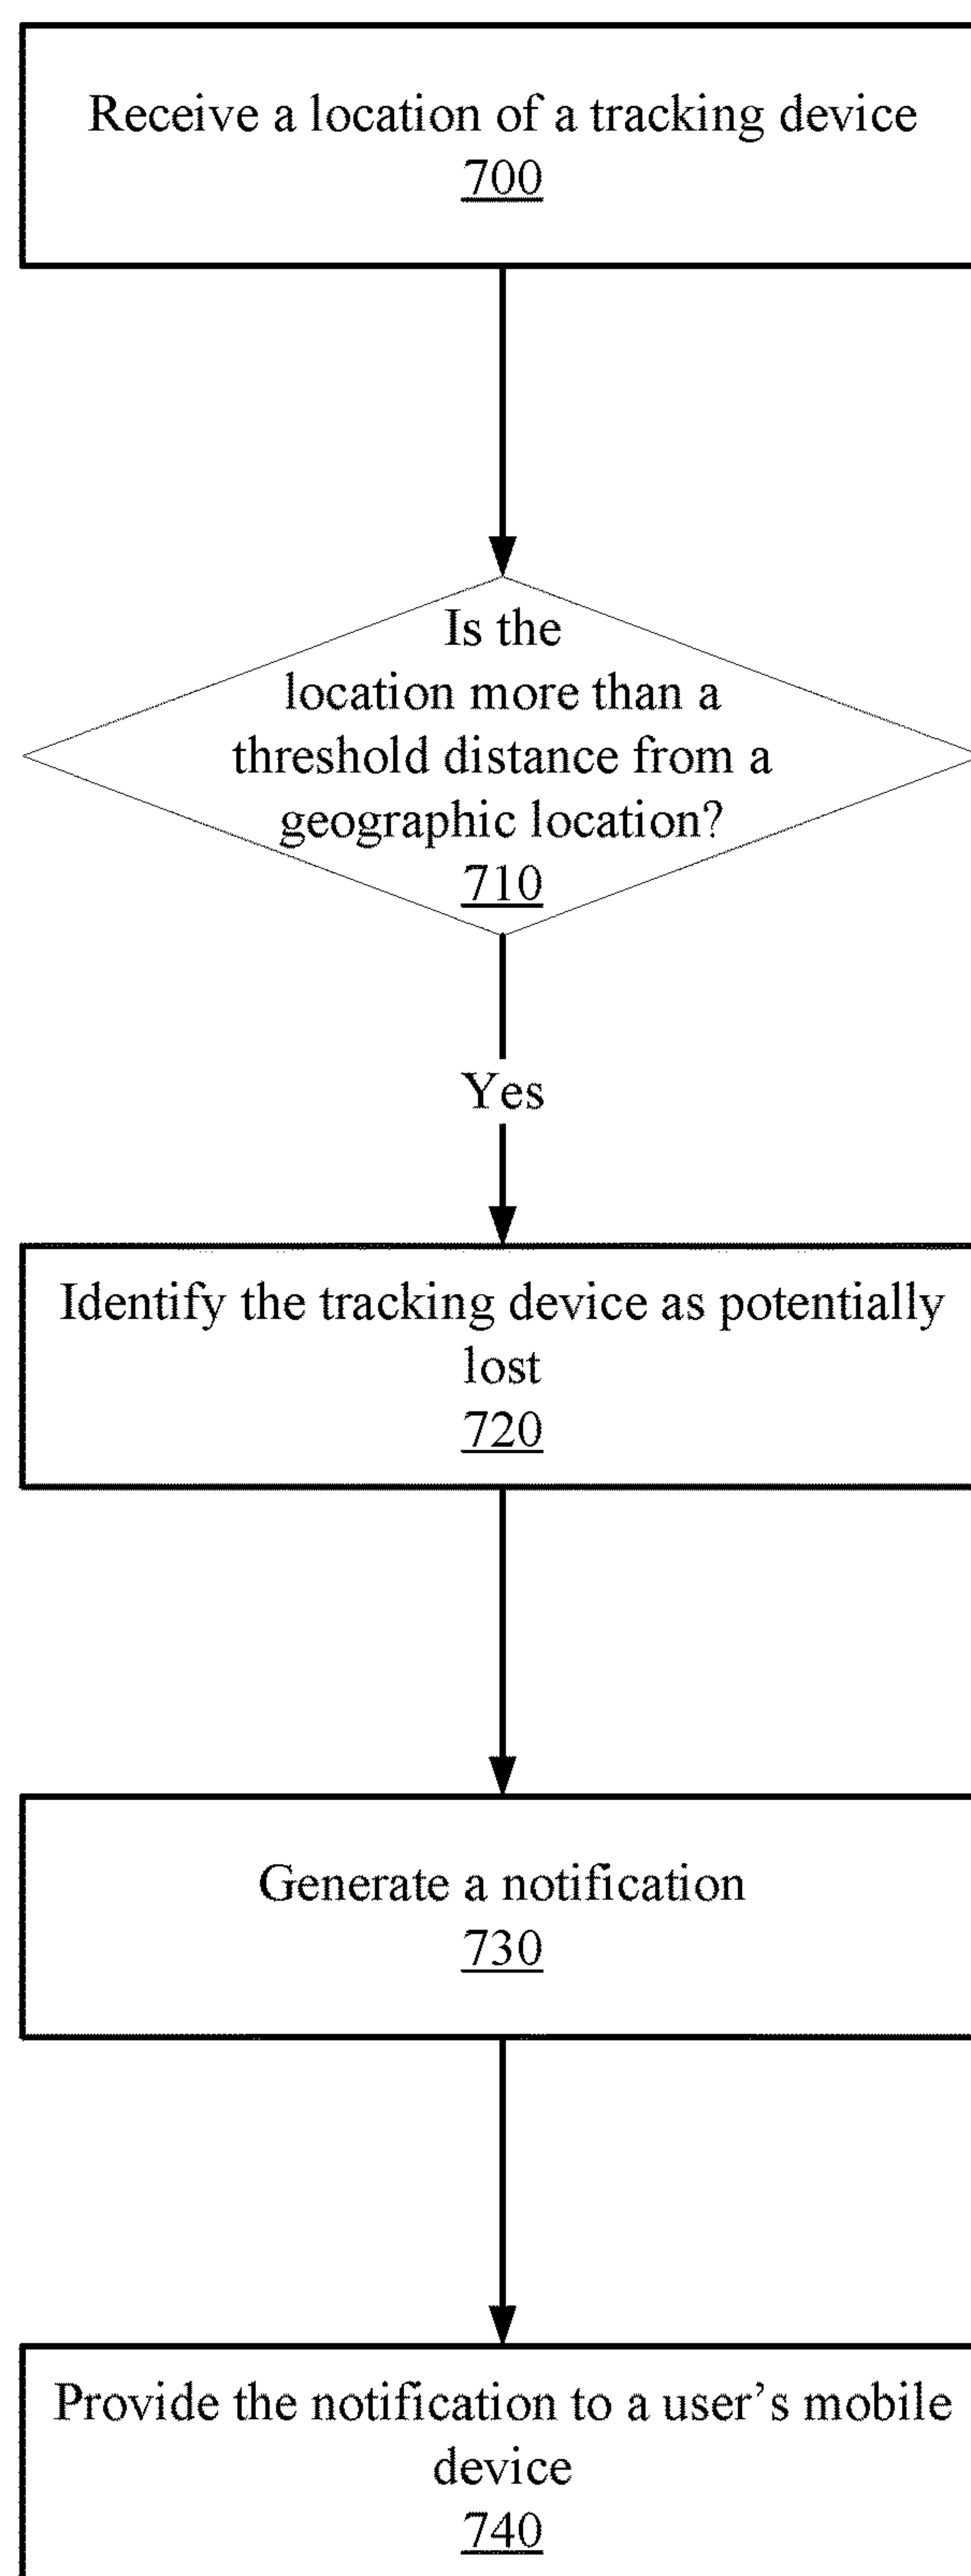 Receive a location of a tracking device
700
Is the
location more than a
threshold distance from a
geographic location?
710
Yes
Identify the tracking device as potentially
lost
720
Generate a notification
730
Provide the notification to a user’s mobile
device
740